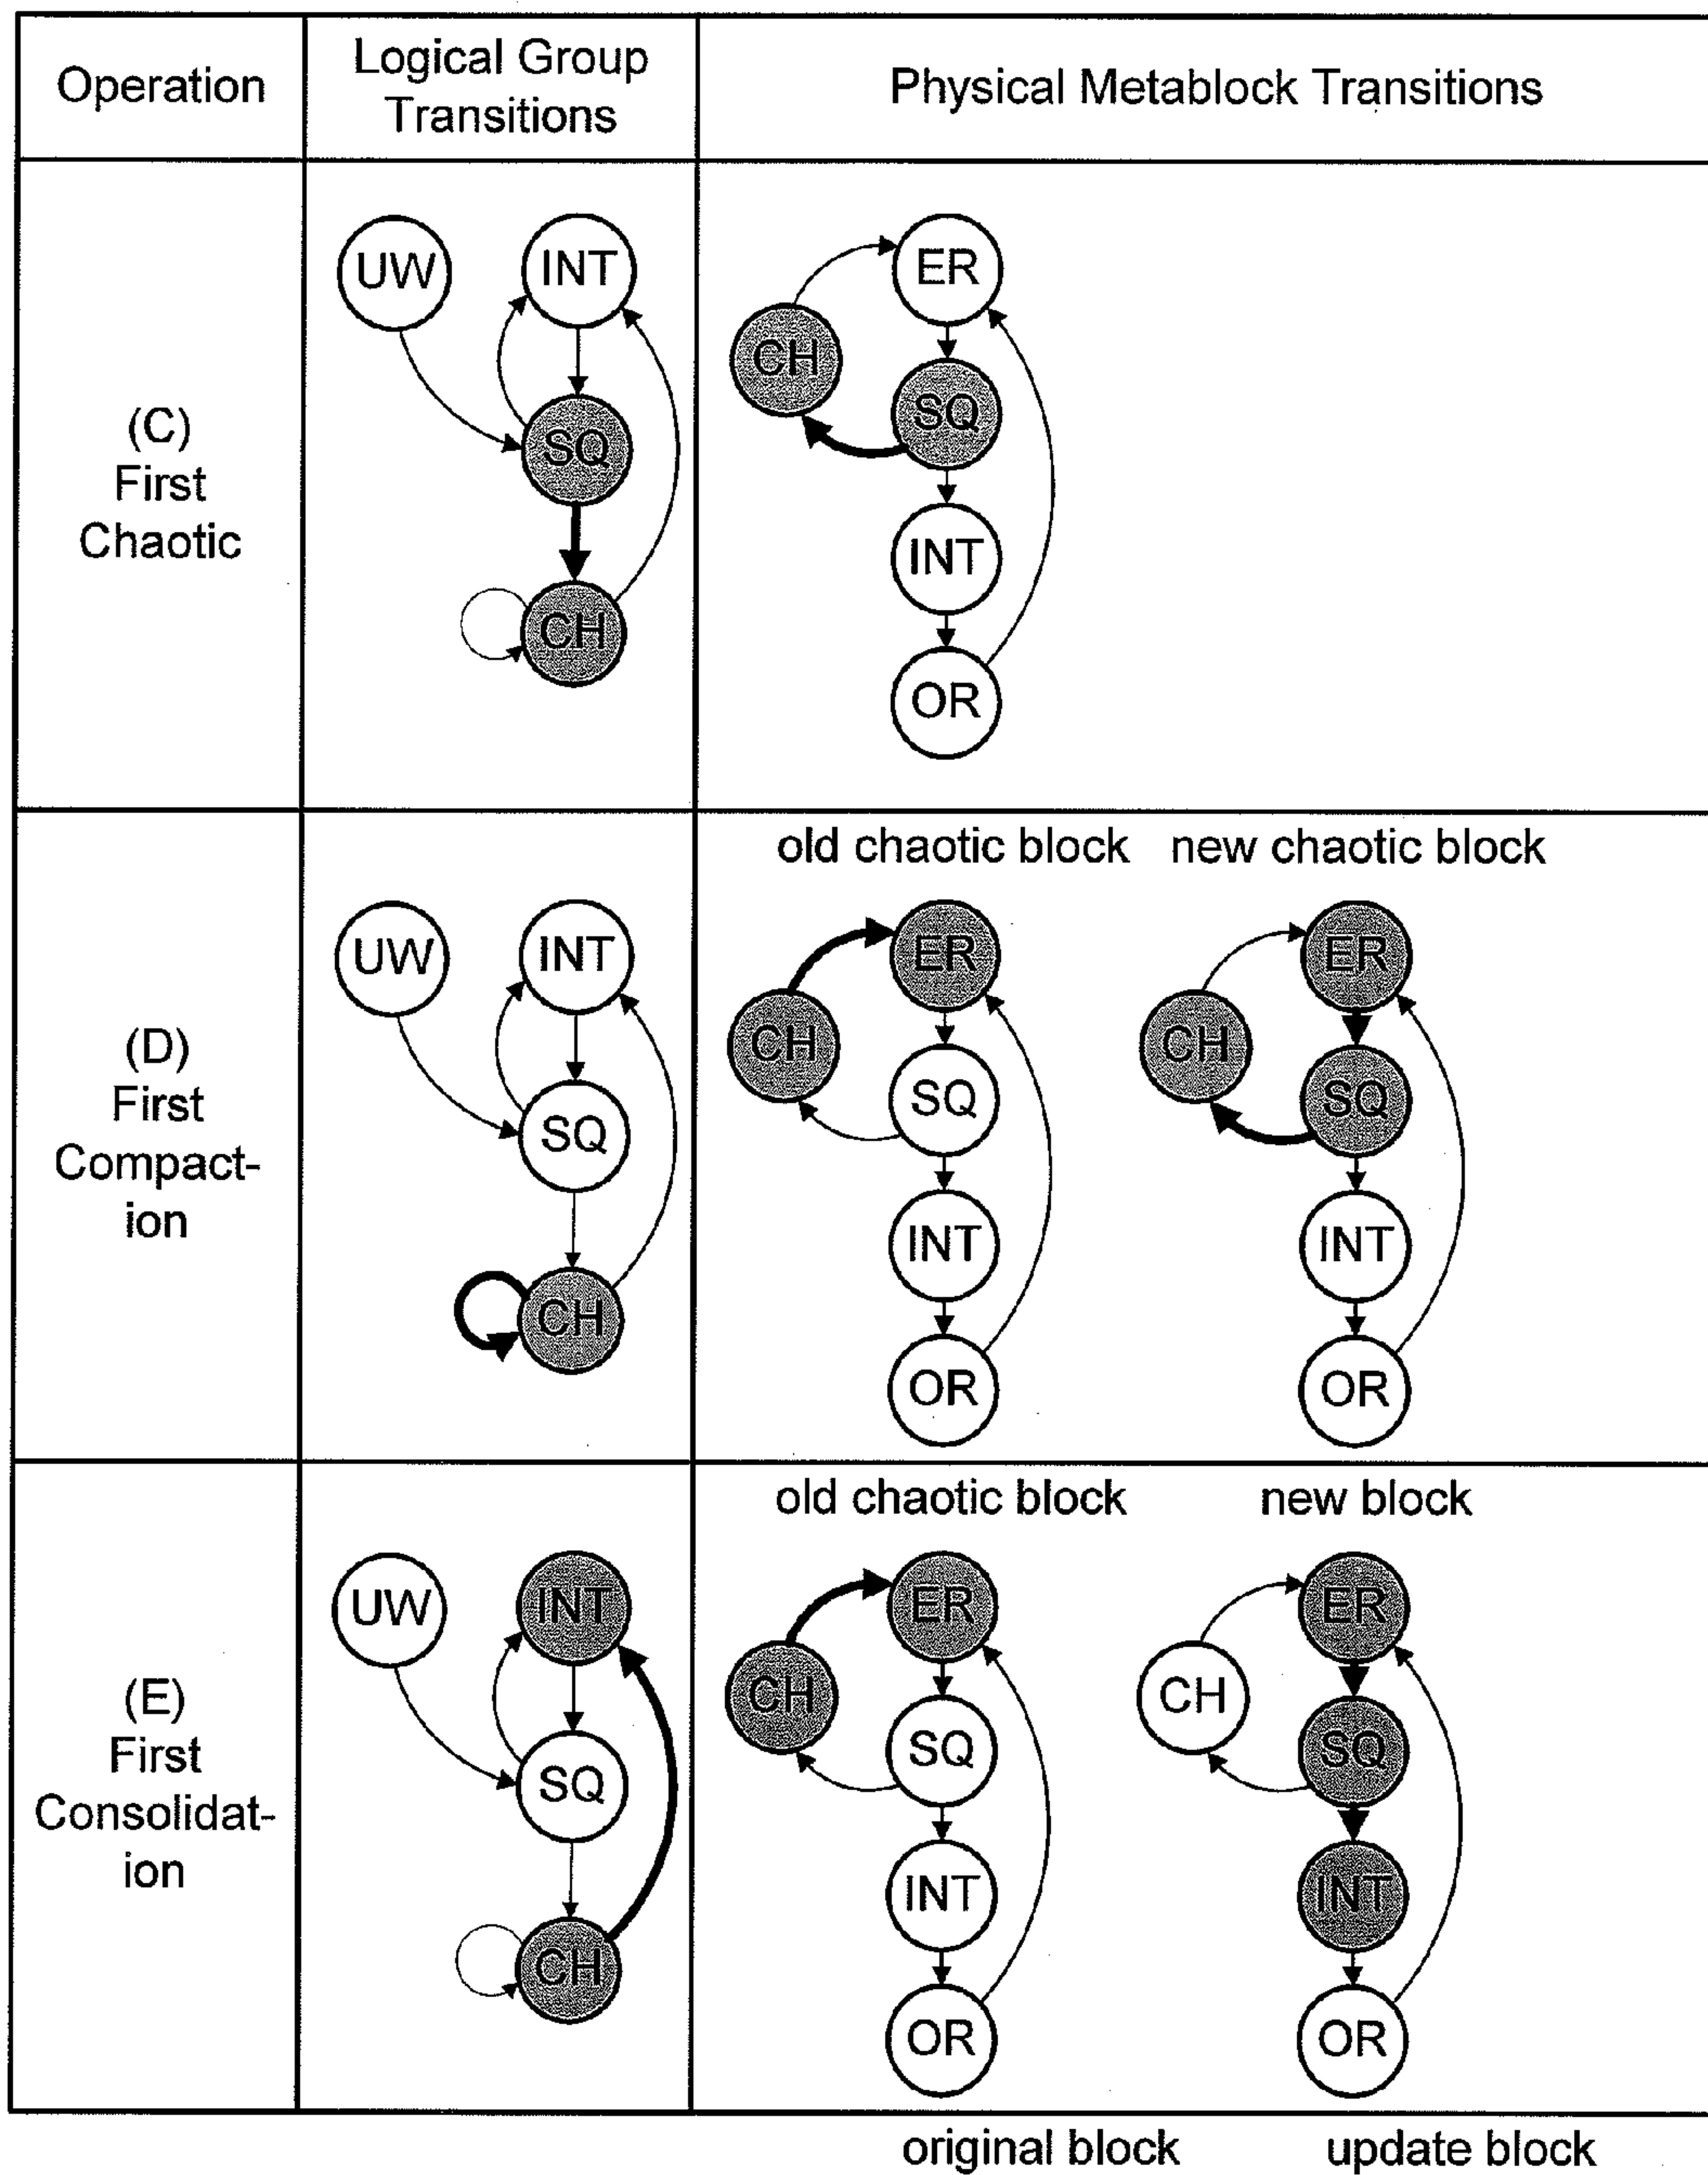 Operation
Logical Group
Transitions
Physical Metablock Transitions
(C)
First
Chaotic
UW
INT
SQ
CH
ER
CH
SQ
INT
OR
(D)
First
Compact-
ion
UW
INT
SQ
CH
old chaotic block
ER
CH
SQ
INT
OR
new chaotic block
ER
CH
SQ
INT
OR
(E)
First
Consolidat-
ion
UW
INT
SQ
CH
old chaotic block
ER
CH
SQ
INT
OR
new block
ER
CH
SQ
INT
OR
original block
update block